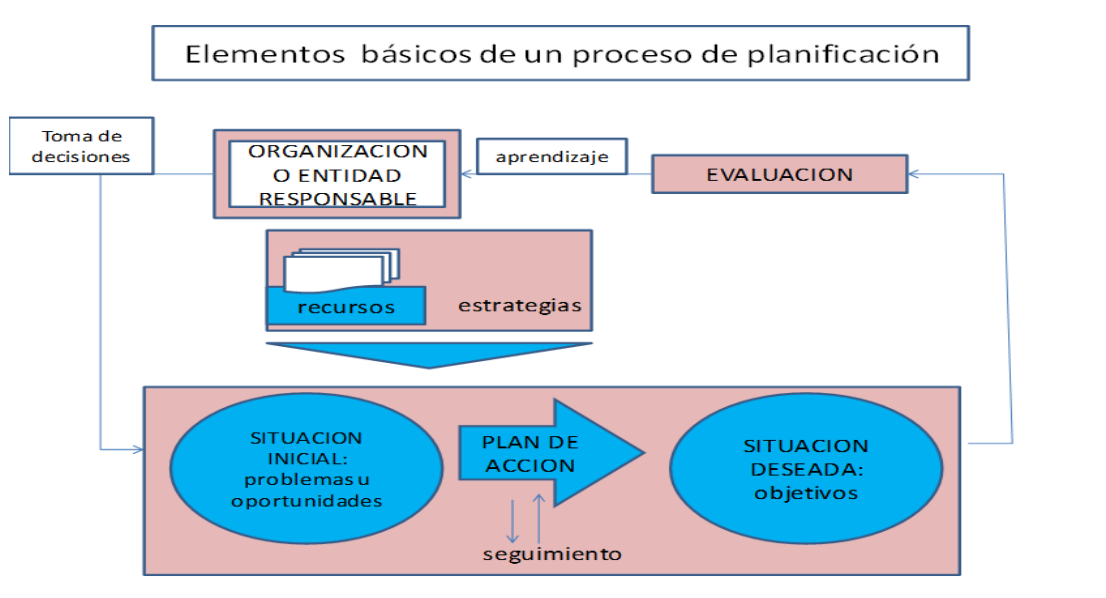 Elementos básicos de un proceso de planificación
Toma de
decisiones
ORGANIZACION
O ENTIDAD
RESPONSABLE
aprendizaje
EVALUACION
recursos
estrategias
SITUACION
INICIAL:
problemas u
oportunidades
PLAN DE
ACCION
SITUACION
DESEADA:
objetivos
seguimiento